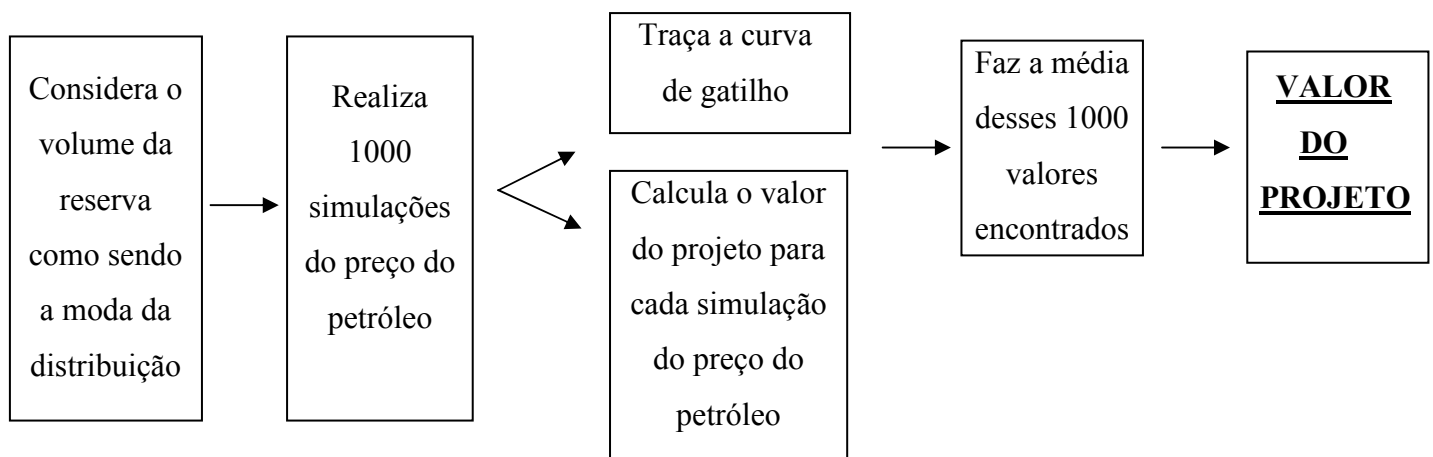 Considera o
volume da
reserva
como sendo
a moda da
distribuição
Realiza
1000
simulações
do preço do
petróleo
Traça a curva
de gatilho
Calcula o valor
do projeto para
cada simulação
do preço do
petróleo
Faz a média
desses 1000
valores
encontrados
VALOR
DO
PROJETO